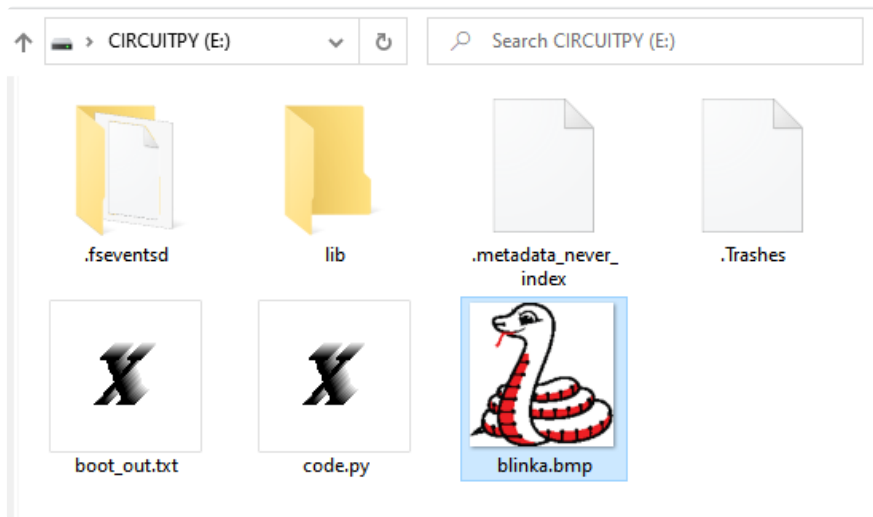 CIRCUITPY (E:)
Search CIRCUITPY (E:)
.fseventsd
lib
.metadata_never_
index
.Trashes
boot_out.txt
code.py
blinka.bmp